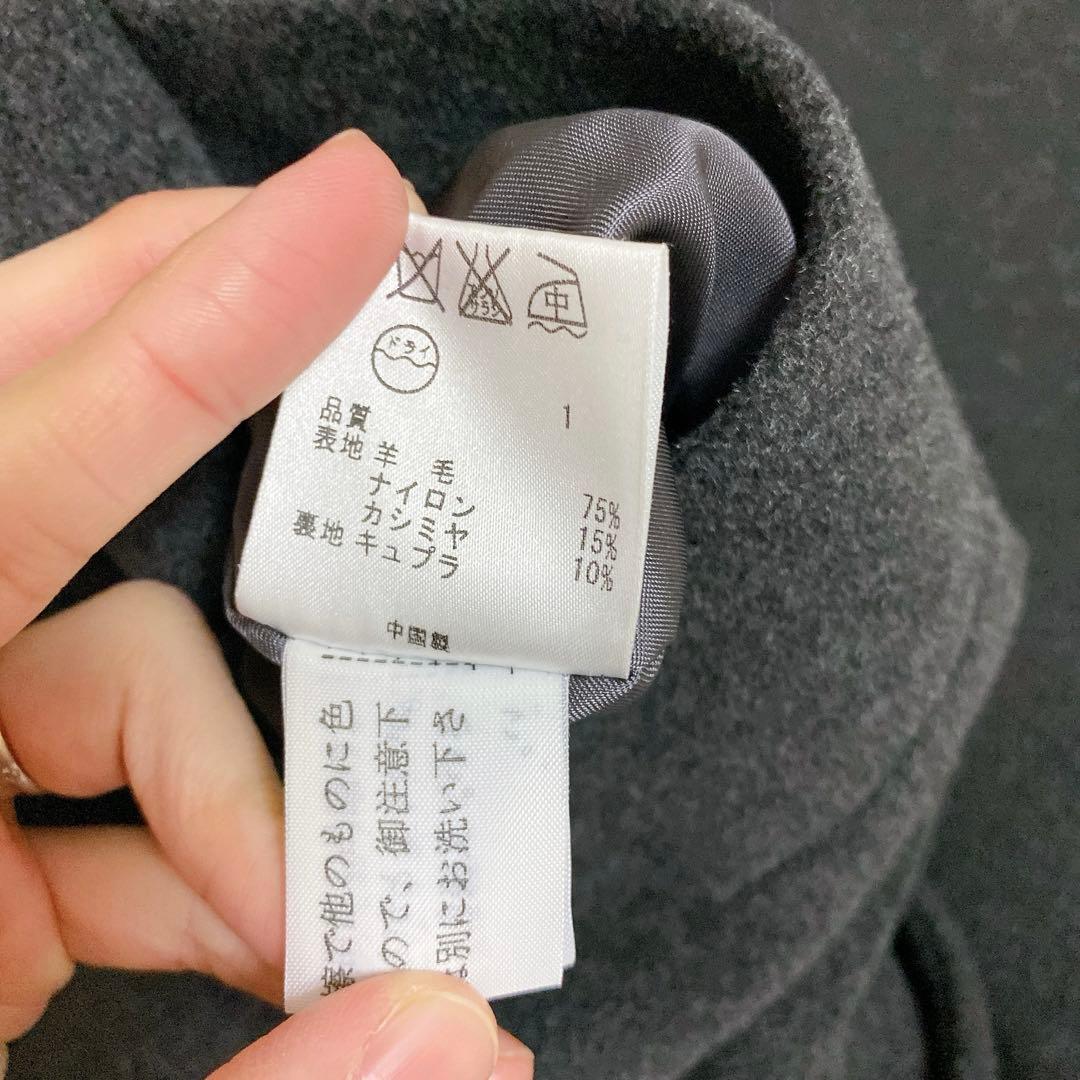 中
ドライ
品質 1
表地 羊 毛 75%
ナイロン 15%
カシミヤ 10%
裏地 キュプラ
中国製
擦で他のものに色
ので、御注意下
別にお洗い下さ